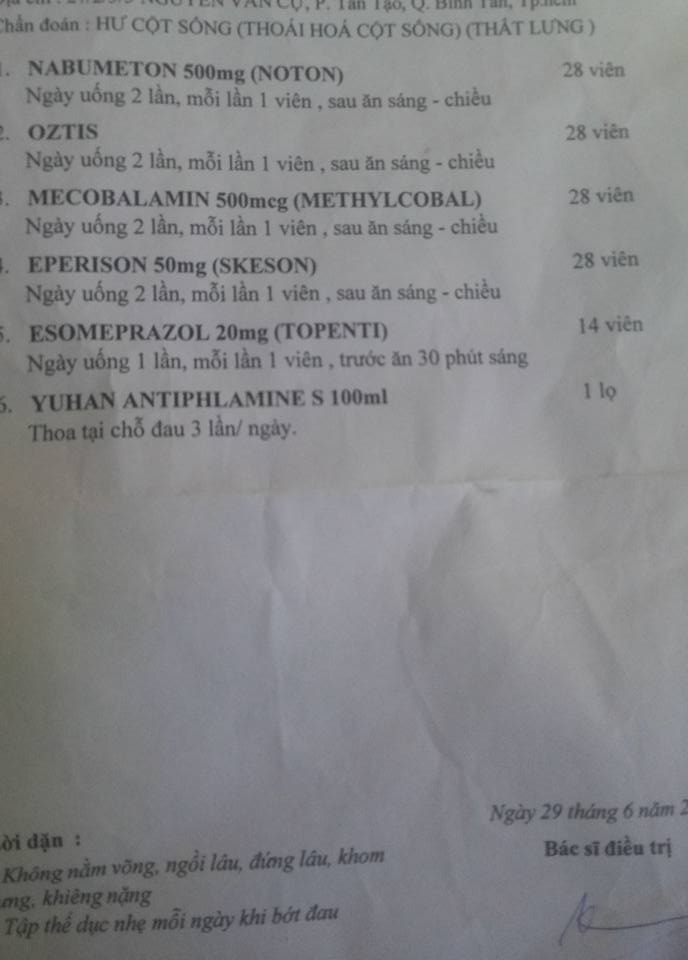 NGUYỄN VĂN CỪ, P. Tân Tạo, Q. Bình Tân, Tp.hcm
Chẩn đoán : HƯ CỘT SỐNG (THOÁI HOÁ CỘT SỐNG) (THẮT LƯNG )
1. NABUMETON 500mg (NOTON) 28 viên
Ngày uống 2 lần, mỗi lần 1 viên , sau ăn sáng - chiều
2. OZTIS 28 viên
Ngày uống 2 lần, mỗi lần 1 viên , sau ăn sáng - chiều
3. MECOBALAMIN 500mcg (METHYLCOBAL) 28 viên
Ngày uống 2 lần, mỗi lần 1 viên , sau ăn sáng - chiều
4. EPERISON 50mg (SKESON) 28 viên
Ngày uống 2 lần, mỗi lần 1 viên , sau ăn sáng - chiều
5. ESOMEPRAZOL 20mg (TOPENTI) 14 viên
Ngày uống 1 lần, mỗi lần 1 viên , trước ăn 30 phút sáng
6. YUHAN ANTIPHLAMINE S 100ml 1 lọ
Thoa tại chỗ đau 3 lần/ ngày.
Ngày 29 tháng 6 năm 2
Lời dặn :
Bác sĩ điều trị
Không nằm võng, ngồi lâu, đứng lâu, khom
lưng, khiêng nặng
Tập thể dục nhẹ mỗi ngày khi bớt đau